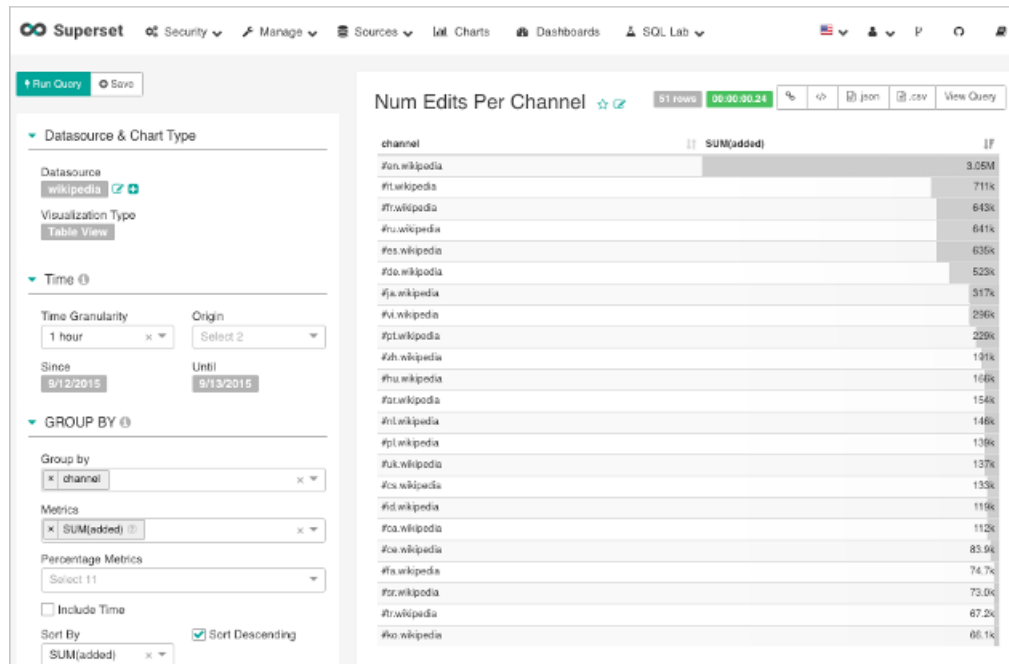 Superset Security Manage Sources Charts Dashboards SQL Lab
Run Query Save
Datasource & Chart Type
Datasource
wikipedia
Visualization Type
Table View
Time
Time Granularity Origin
1 hour Select 2
Since Until
9/12/2015 9/13/2015
GROUP BY
Group by
channel
Metrics
SUM(added)
Percentage Metrics
Select 11
Include Time
Sort By Sort Descending
SUM(added)
Num Edits Per Channel 51 rows 00:00:00.24 json .csv View Query
channel SUM(added)
#en.wikipedia 3.05M
#it.wikipedia 711k
#fr.wikipedia 643k
#ru.wikipedia 641k
#es.wikipedia 635k
#de.wikipedia 523k
#ja.wikipedia 317k
#vi.wikipedia 296k
#pt.wikipedia 229k
#zh.wikipedia 191k
#hu.wikipedia 166k
#ar.wikipedia 154k
#nl.wikipedia 146k
#pl.wikipedia 139k
#uk.wikipedia 137k
#cs.wikipedia 133k
#id.wikipedia 119k
#ca.wikipedia 112k
#ce.wikipedia 83.9k
#fa.wikipedia 74.7k
#sr.wikipedia 73.0k
#tr.wikipedia 67.2k
#ko.wikipedia 66.1k